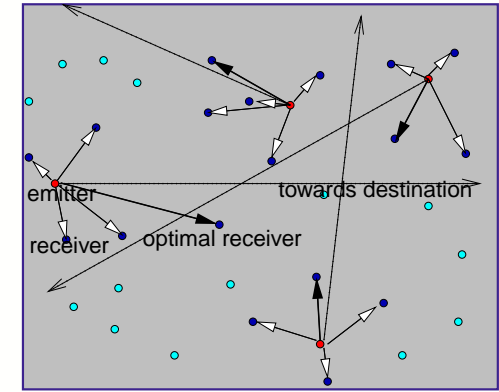 towards destination
emitter
optimal receiver
receiver